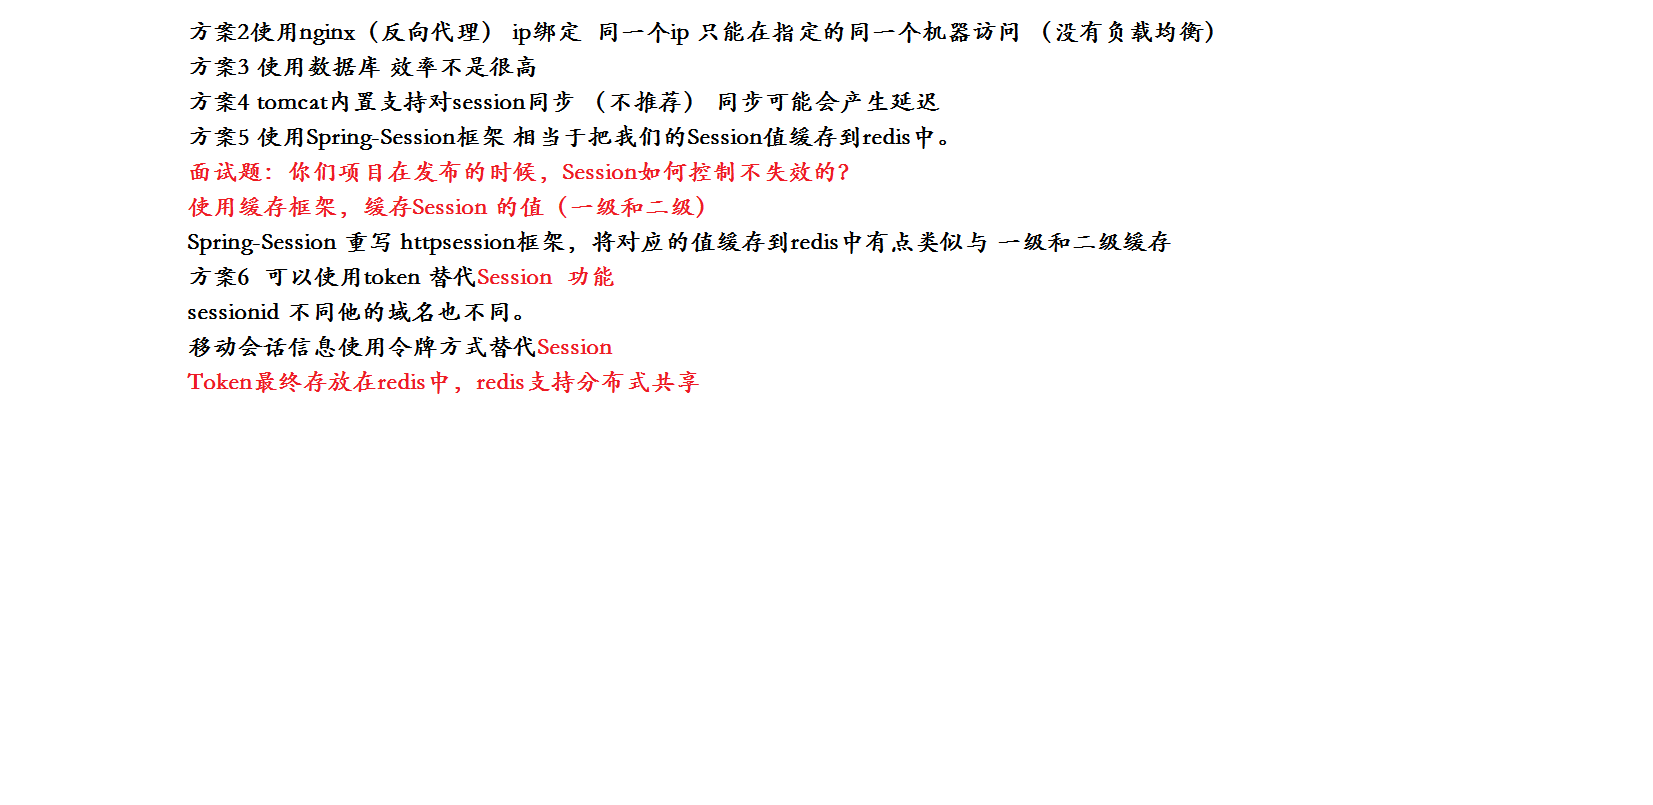 方案2使用nginx（反向代理） ip绑定  同一个ip 只能在指定的同一个机器访问 （没有负载均衡）
方案3 使用数据库 效率不是很高
方案4 tomcat内置支持对session同步 （不推荐） 同步可能会产生延迟
方案5 使用Spring-Session框架 相当于把我们的Session值缓存到redis中。
面试题：你们项目在发布的时候，Session如何控制不失效的?
使用缓存框架，缓存Session 的值（一级和二级）
Spring-Session 重写 httpsession框架，将对应的值缓存到redis中有点类似与 一级和二级缓存
方案6  可以使用token 替代Session  功能
sessionid 不同他的域名也不同。
移动会话信息使用令牌方式替代Session
Token最终存放在redis中，redis支持分布式共享